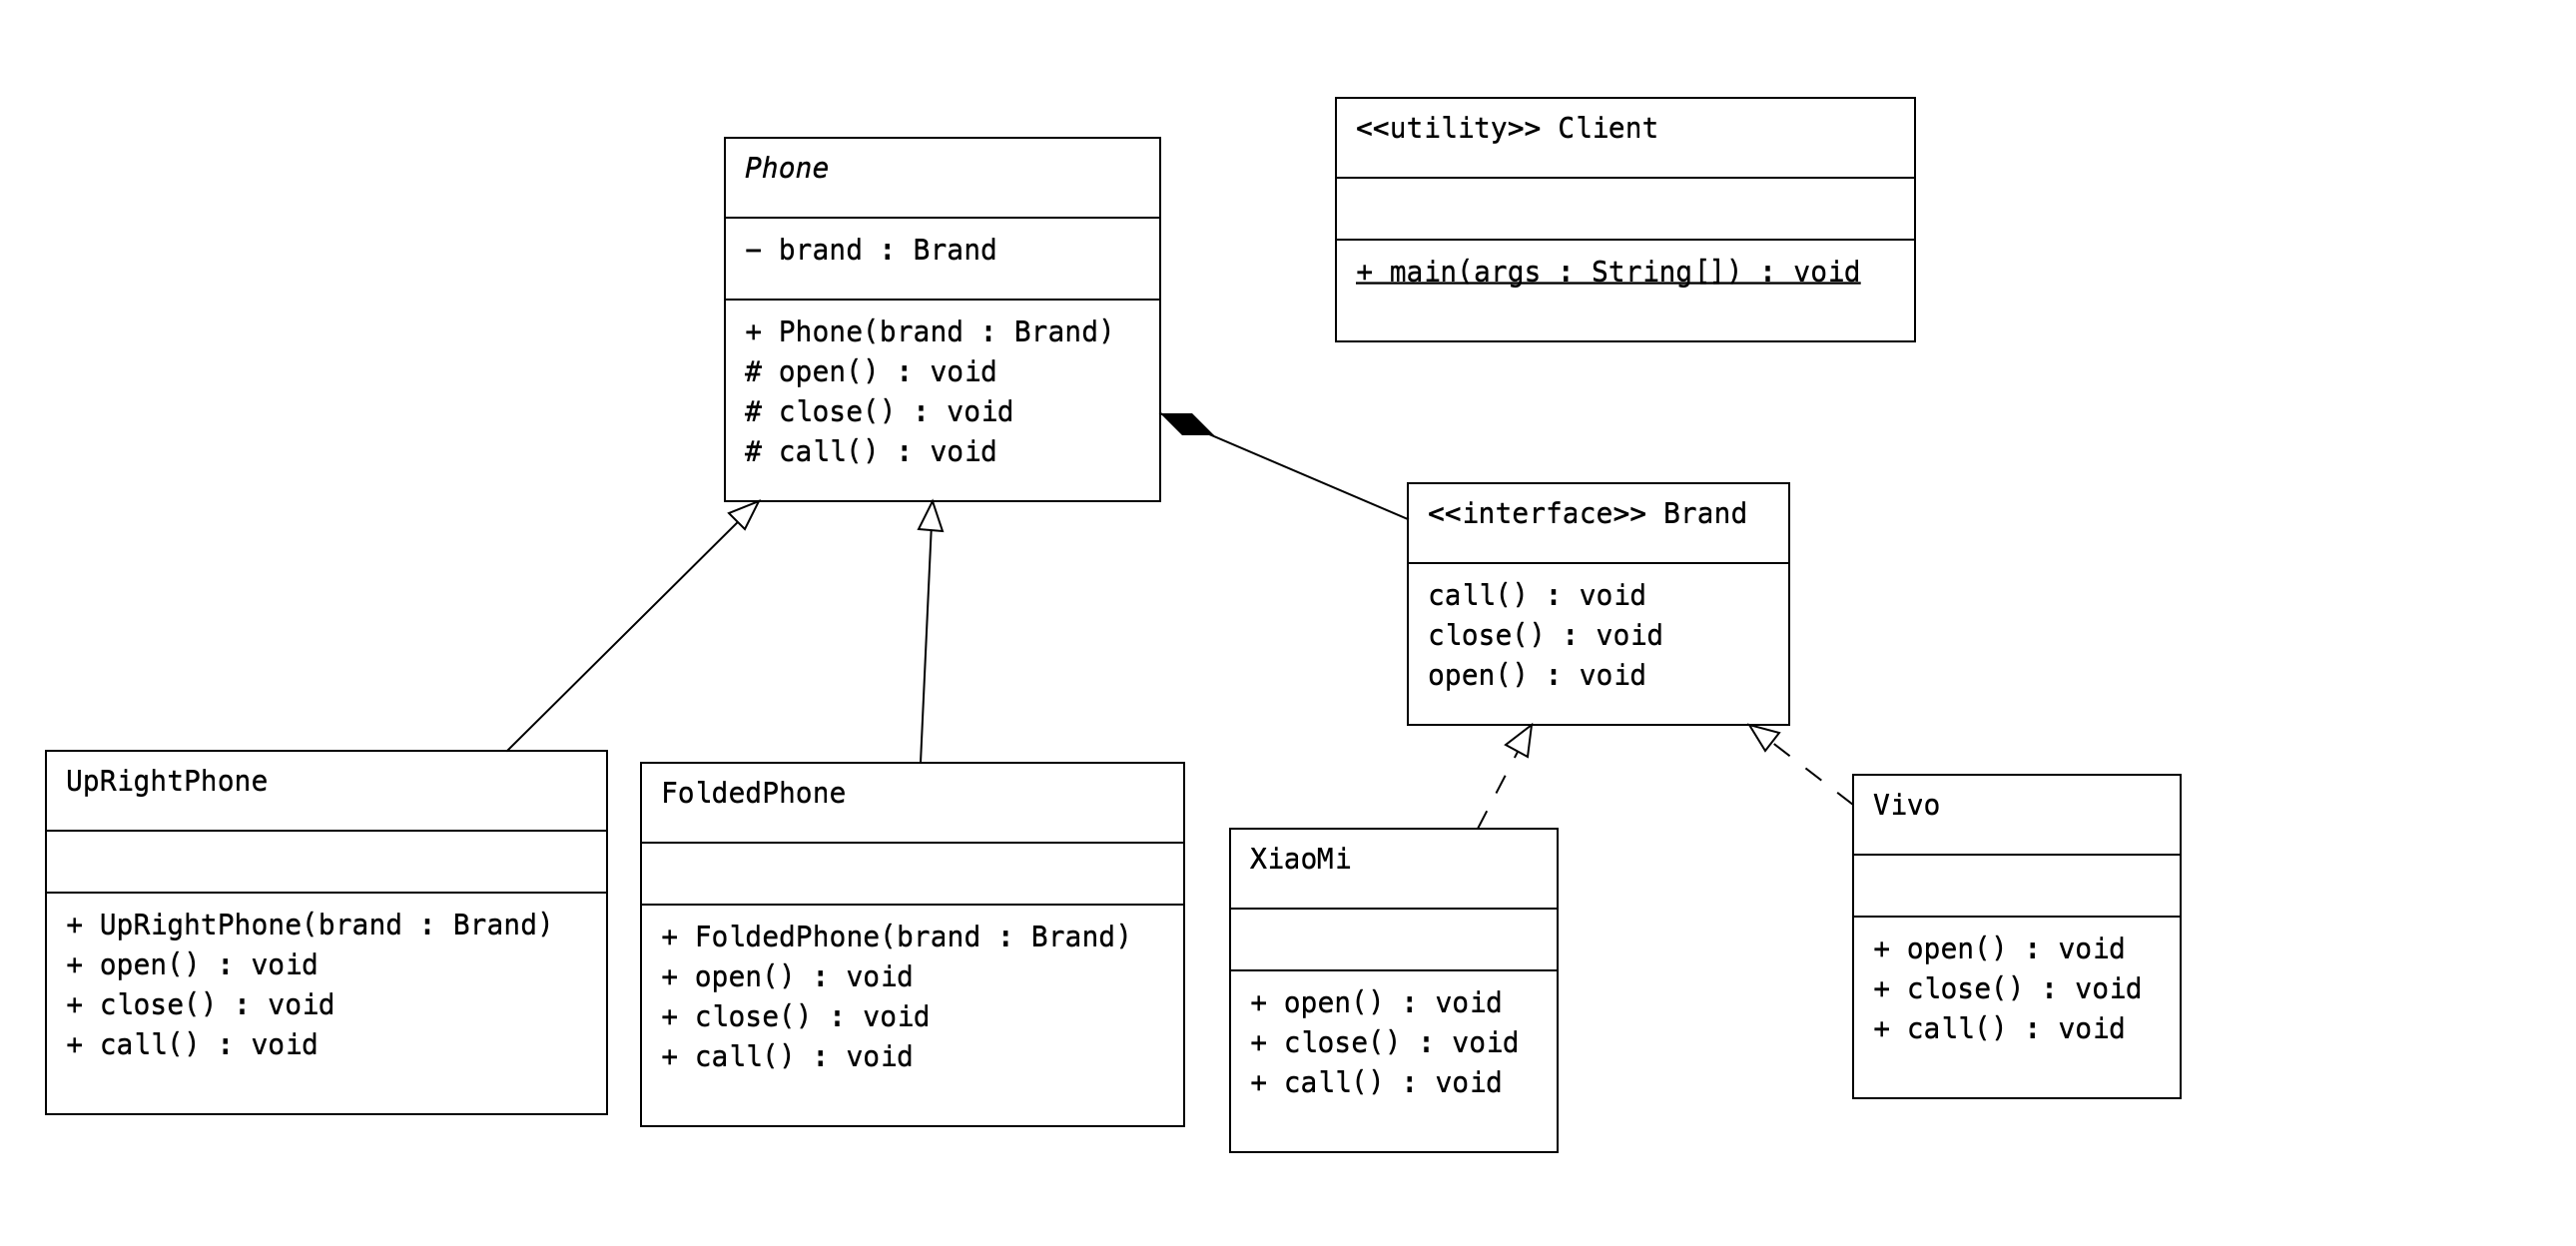 Phone
− brand : Brand
+ Phone(brand : Brand)
# open() : void
# close() : void
# call() : void
<<utility>> Client
+ main(args : String[]) : void
<<interface>> Brand
call() : void
close() : void
open() : void
UpRightPhone
+ UpRightPhone(brand : Brand)
+ open() : void
+ close() : void
+ call() : void
FoldedPhone
+ FoldedPhone(brand : Brand)
+ open() : void
+ close() : void
+ call() : void
XiaoMi
+ open() : void
+ close() : void
+ call() : void
Vivo
+ open() : void
+ close() : void
+ call() : void